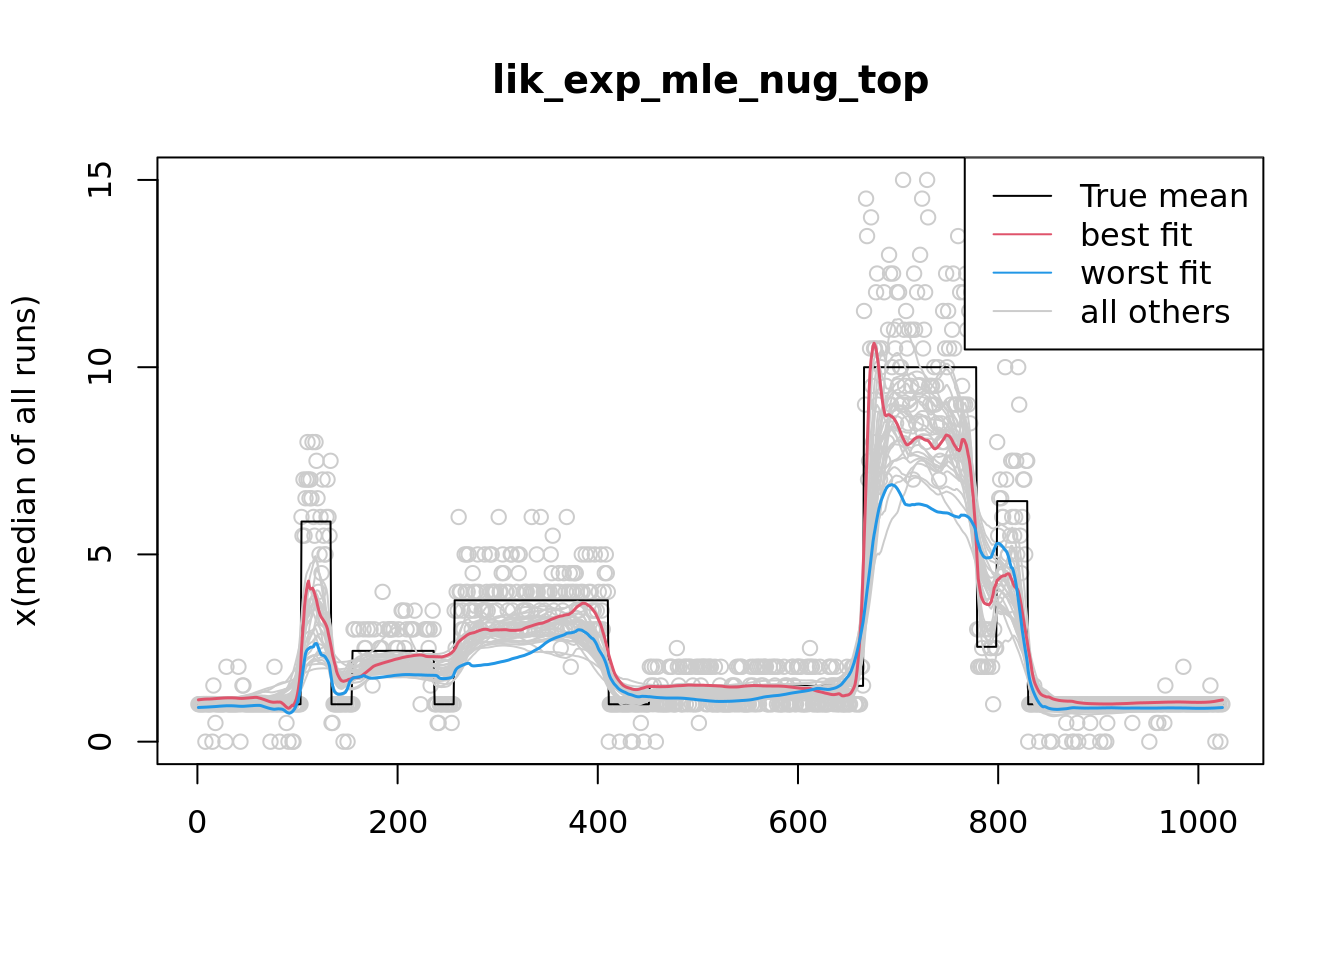 lik_exp_mle_nug_top
x(median of all runs)
15
10
5
0
True mean
best fit
worst fit
all others
0 200 400 600 800 1000